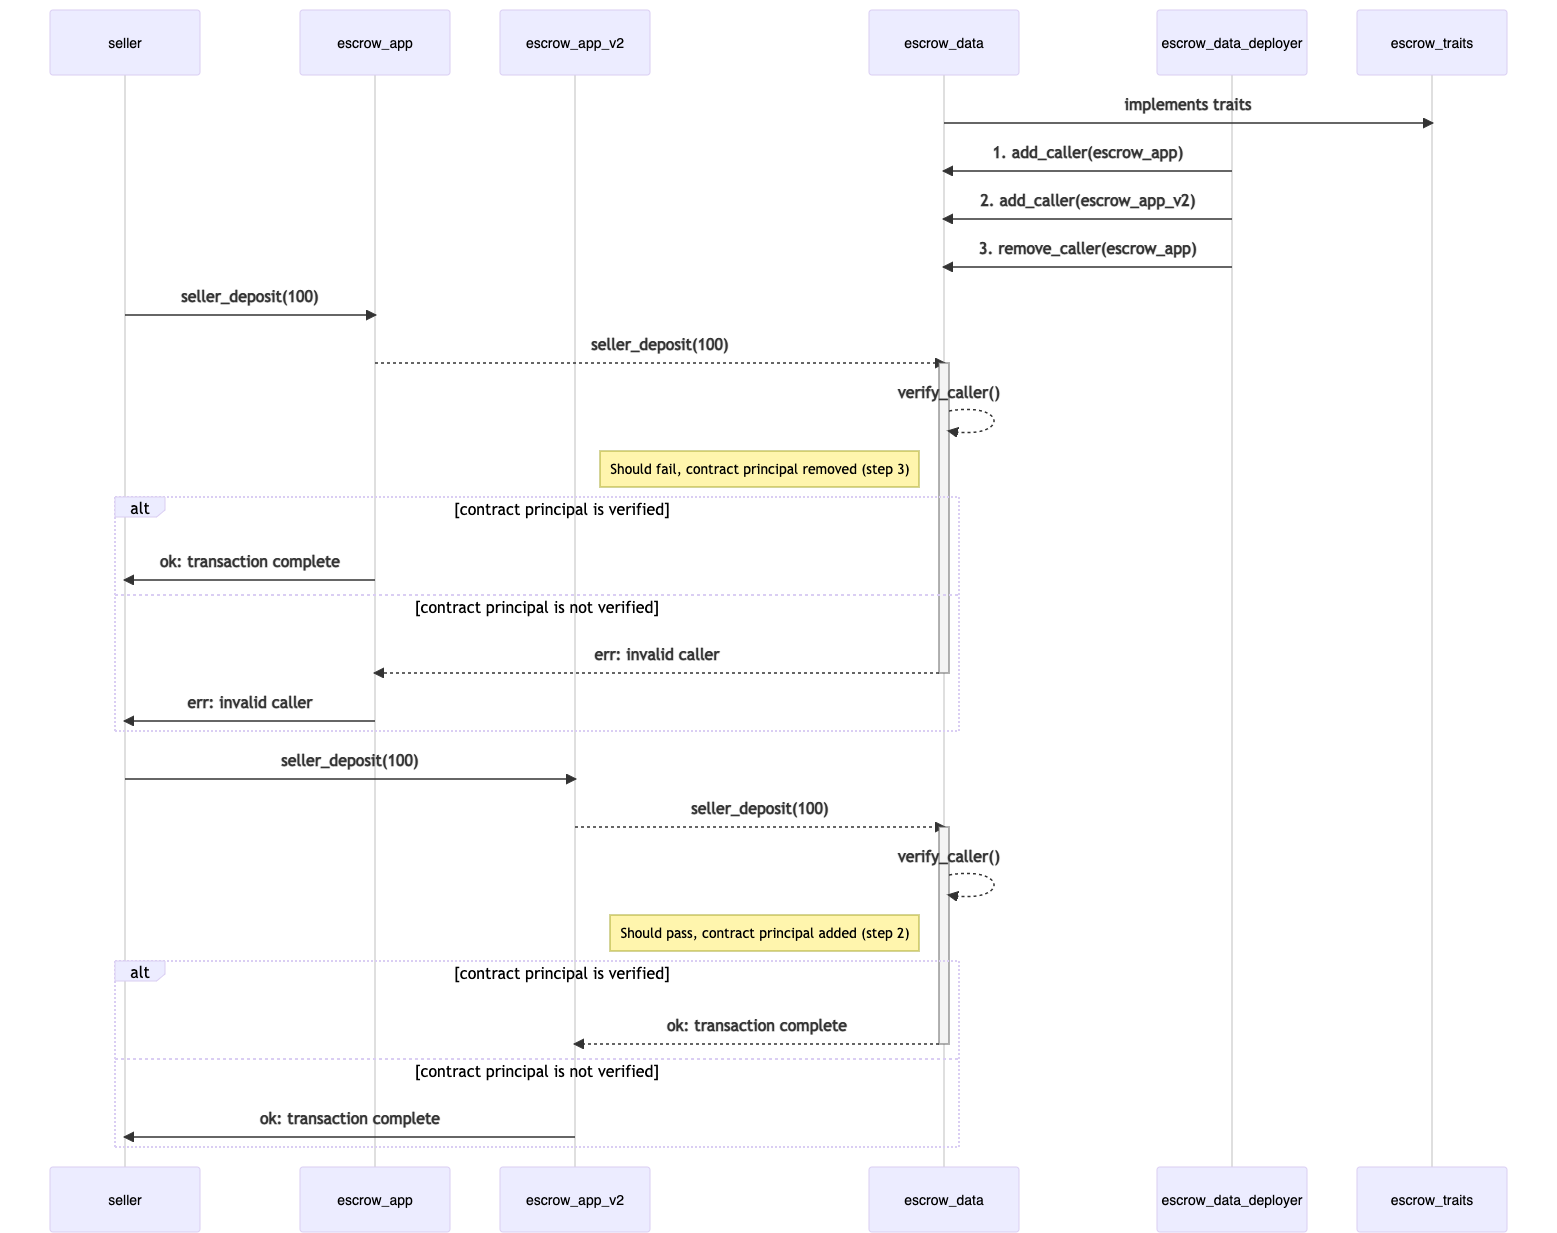 seller
escrow_app
escrow_app_v2
escrow_data
escrow_data_deployer
escrow_traits
implements traits
1. add_caller(escrow_app)
2. add_caller(escrow_app_v2)
3. remove_caller(escrow_app)
seller_deposit(100)
seller_deposit(100)
verify_caller()
Should fail, contract principal removed (step 3)
alt
[contract principal is verified]
ok: transaction complete
[contract principal is not verified]
err: invalid caller
err: invalid caller
seller_deposit(100)
seller_deposit(100)
verify_caller()
Should pass, contract principal added (step 2)
alt
[contract principal is verified]
ok: transaction complete
[contract principal is not verified]
ok: transaction complete
seller
escrow_app
escrow_app_v2
escrow_data
escrow_data_deployer
escrow_traits